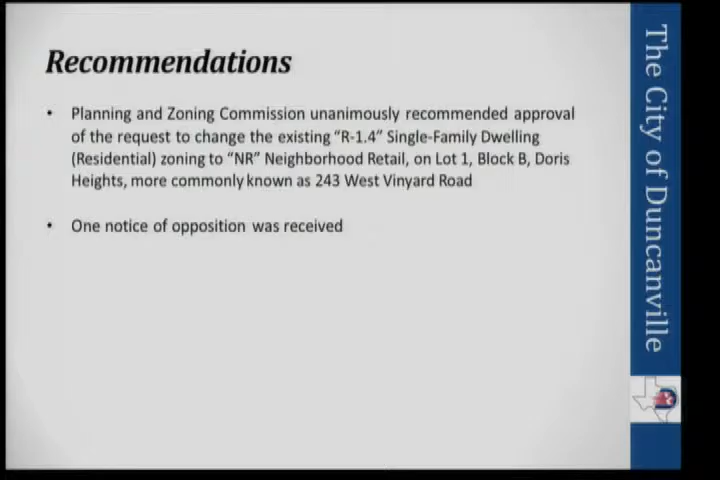 Recommendations
• Planning and Zoning Commission unanimously recommended approval
of the request to change the existing “R-1.4” Single-Family Dwelling
(Residential) zoning to “NR” Neighborhood Retail, on Lot 1, Block B, Doris
Heights, more commonly known as 243 West Vinyard Road
• One notice of opposition was received
The City of Duncanville